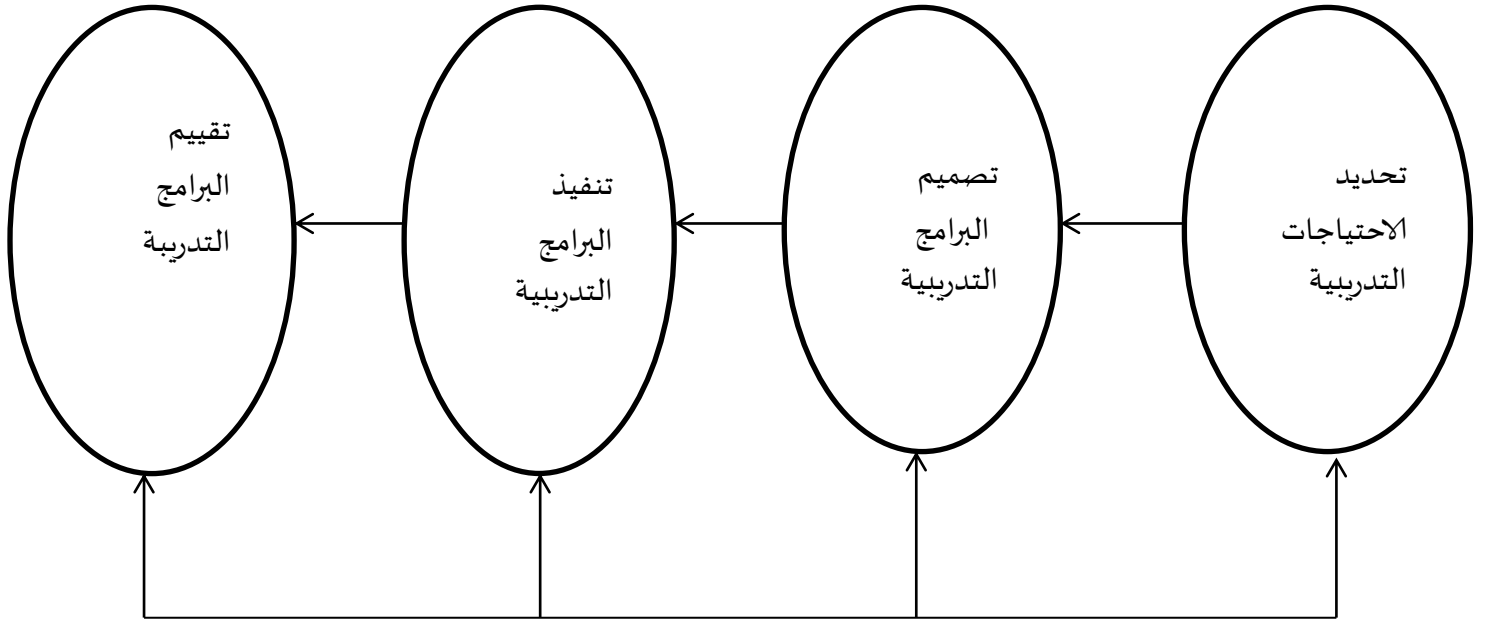 تحديد
الاحتياجات
التدريبية
تصميم
البرامج
التدريبية
تنفيذ
البرامج
التدريبية
تقييم
البرامج
التدريبة